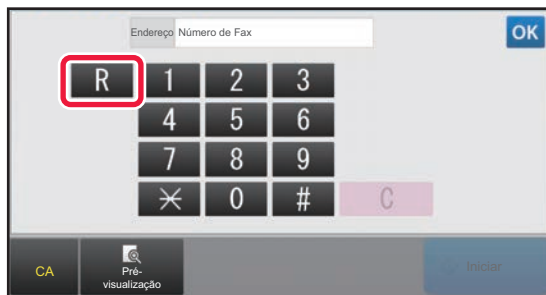 Endereço Número de Fax OK
R 1 2 3
4 5 6
7 8 9
* 0 # C
CA Pré-
visualização Iniciar